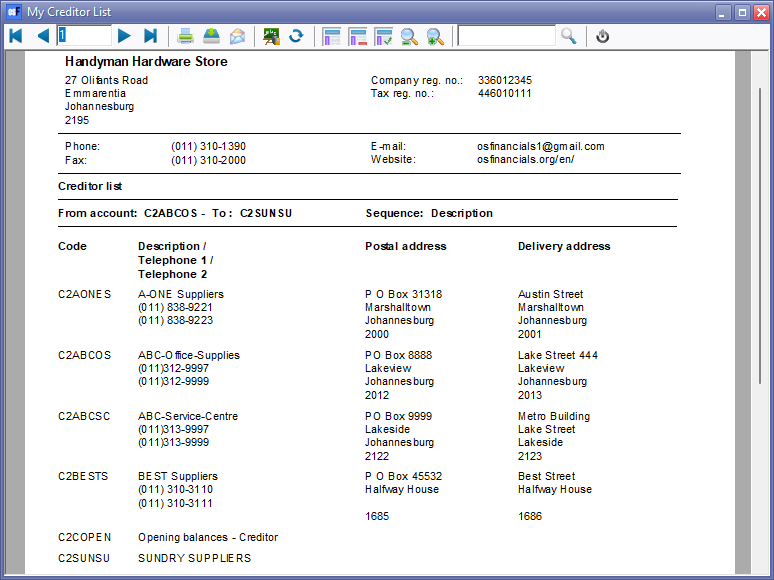 My Creditor List
1
Handyman Hardware Store
27 Olifants Road
Emmarentia
Johannesburg
2195
Company reg. no.: 336012345
Tax reg. no.: 446010111
Phone: (011) 310-1390
Fax: (011) 310-2000
E-mail: osfinancials1@gmail.com
Website: osfinancials.org/en/
Creditor list
From account: C2ABCOS - To : C2SUNSU Sequence: Description
Code Description / Postal address Delivery address
Telephone 1 /
Telephone 2
C2AONES A-ONE Suppliers P O Box 31318 Austin Street
(011) 838-9221 Marshalltown Marshalltown
(011) 838-9223 Johannesburg Johannesburg
2000 2001
C2ABCOS ABC-Office-Supplies PO Box 8888 Lake Street 444
(011)312-9997 Lakeview Lakeview
(011)312-9999 Johannesburg Johannesburg
2012 2013
C2ABCSC ABC-Service-Centre PO Box 9999 Metro Building
(011)313-9997 Lakeside Lake Street
(011)313-9999 Johannesburg Lakeside
2122 2123
C2BESTS BEST Suppliers P O Box 45532 Best Street
(011) 310-3110 Halfway House Halfway House
(011) 310-3111
1685 1686
C2COPEN Opening balances - Creditor
C2SUNSU SUNDRY SUPPLIERS